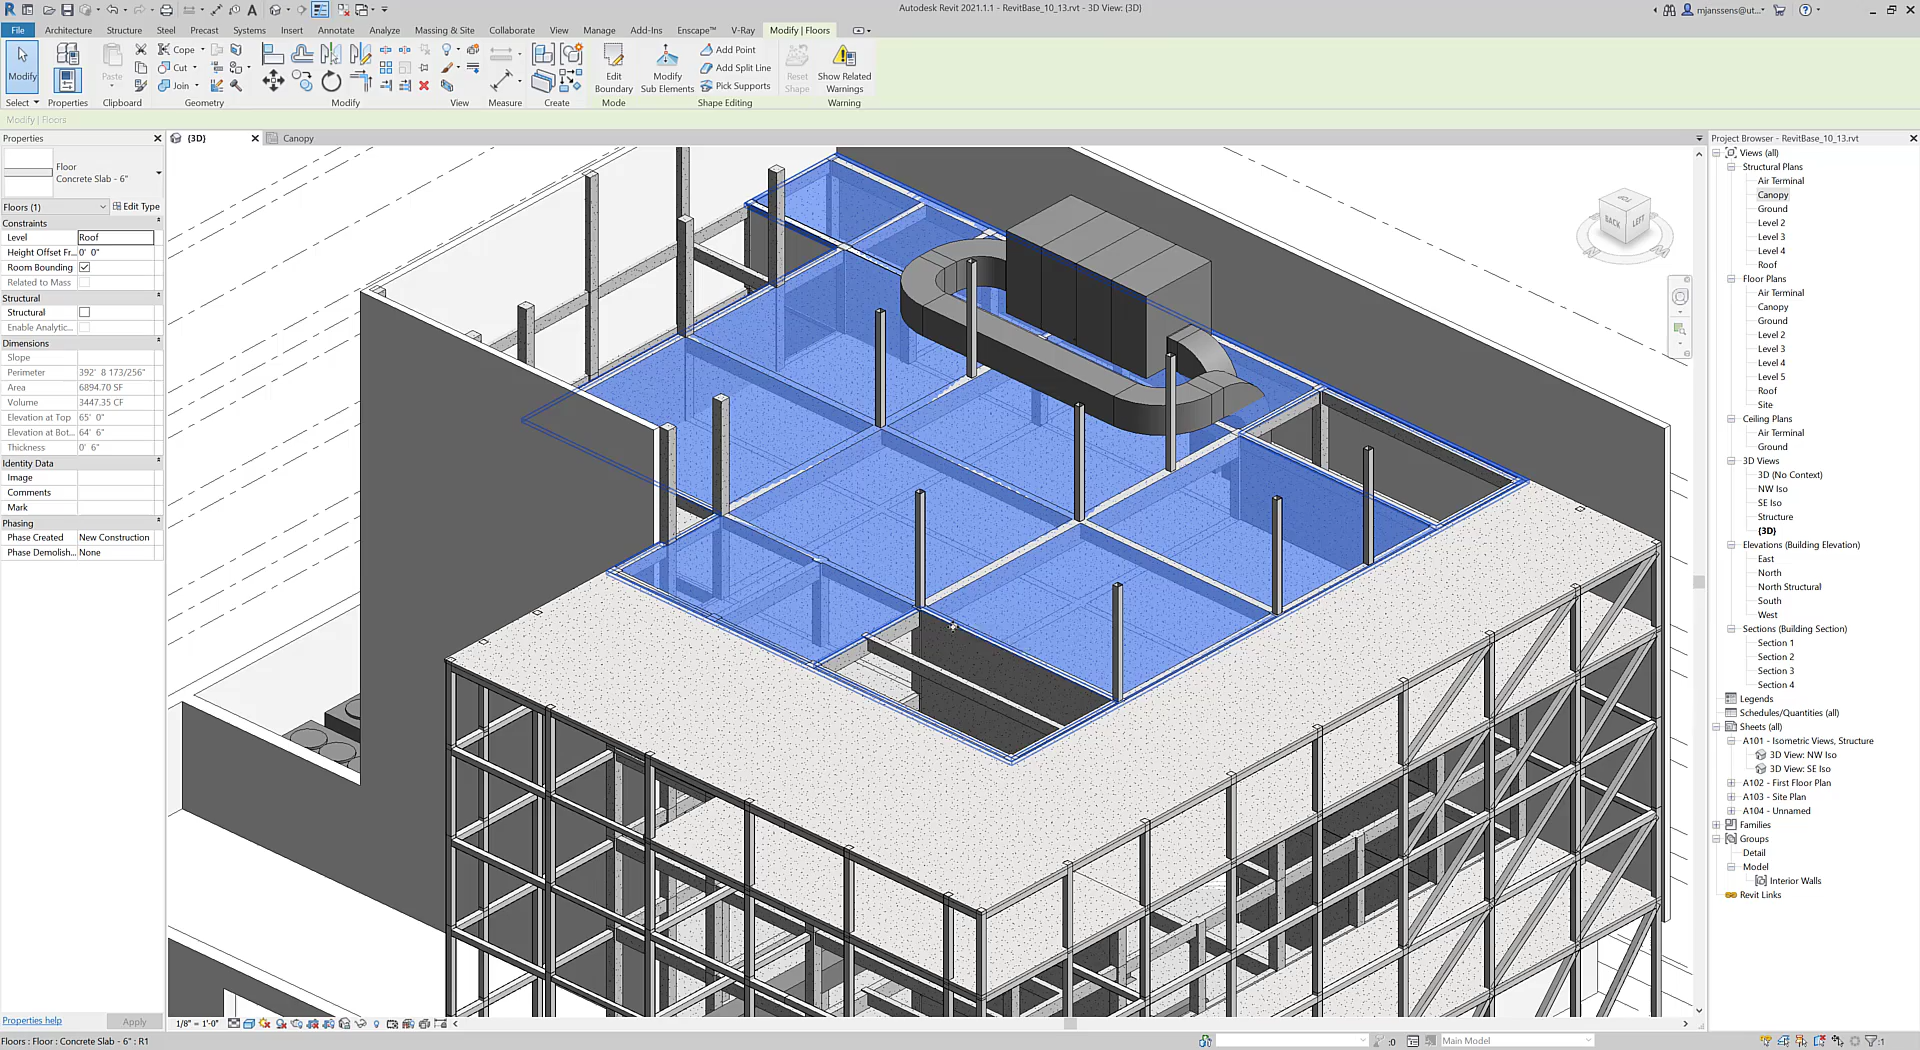 Autodesk Revit 2021.1.1 - RevitBase_10_13.rvt - 3D View: {3D}
mjanssens@ut...
File Architecture Structure Steel Precast Systems Insert Annotate Analyze Massing & Site Collaborate View Manage Add-Ins Enscape™ V-Ray Modify | Floors
Modify
Paste
Cope
Cut
Join
Edit Boundary
Modify Sub Elements
Add Point
Add Split Line
Pick Supports
Reset Shape
Show Related Warnings
Select Properties Clipboard Geometry Modify View Measure Create Mode Shape Editing Warning
Modify | Floors
Properties
Floor
Concrete Slab - 6"
Floors (1)
Edit Type
Constraints
Level Roof
Height Offset Fr... 0' 0"
Room Bounding
Related to Mass
Structural
Structural
Enable Analytic...
Dimensions
Slope
Perimeter 392' 8 173/256"
Area 6894.70 SF
Volume 3447.35 CF
Elevation at Top 65' 0"
Elevation at Bot... 64' 6"
Thickness 0' 6"
Identity Data
Image
Comments
Mark
Phasing
Phase Created New Construction
Phase Demolish... None
Properties help
Apply
{3D}
Canopy
BACK
LEFT
1/8" = 1'-0"
Project Browser - RevitBase_10_13.rvt
Views (all)
Structural Plans
Air Terminal
Canopy
Ground
Level 2
Level 3
Level 4
Roof
Floor Plans
Air Terminal
Canopy
Ground
Level 2
Level 3
Level 4
Level 5
Roof
Site
Ceiling Plans
Air Terminal
Ground
3D Views
3D (No Context)
NW Iso
SE Iso
Structure
{3D}
Elevations (Building Elevation)
East
North
North Structural
South
West
Sections (Building Section)
Section 1
Section 2
Section 3
Section 4
Legends
Schedules/Quantities (all)
Sheets (all)
A101 - Isometric Views, Structure
3D View: NW Iso
3D View: SE Iso
A102 - First Floor Plan
A103 - Site Plan
A104 - Unnamed
Families
Groups
Detail
Model
Interior Walls
Revit Links
Floors : Floor : Concrete Slab - 6" : R1
:0
Main Model
:1